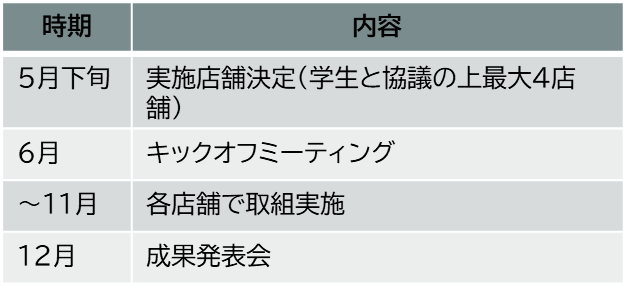 時期 内容
5月下旬 実施店舗決定(学生と協議の上最大4店
舗)
6月 キックオフミーティング
～11月 各店舗で取組実施
12月 成果発表会